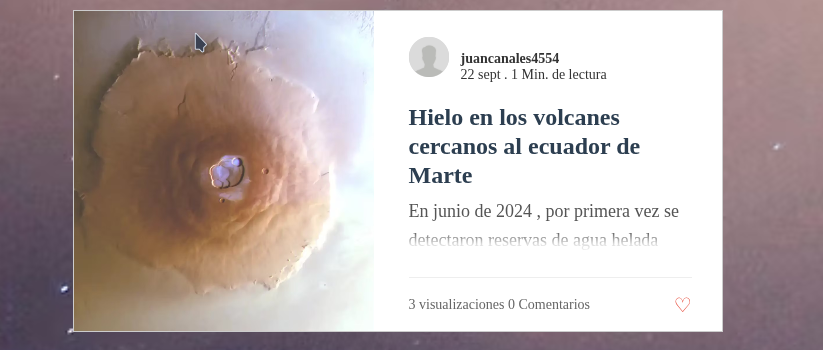 juancanales4554
22 sept . 1 Min. de lectura
Hielo en los volcanes
cercanos al ecuador de
Marte
En junio de 2024 , por primera vez se
detectaron reservas de agua helada
3 visualizaciones 0 Comentarios